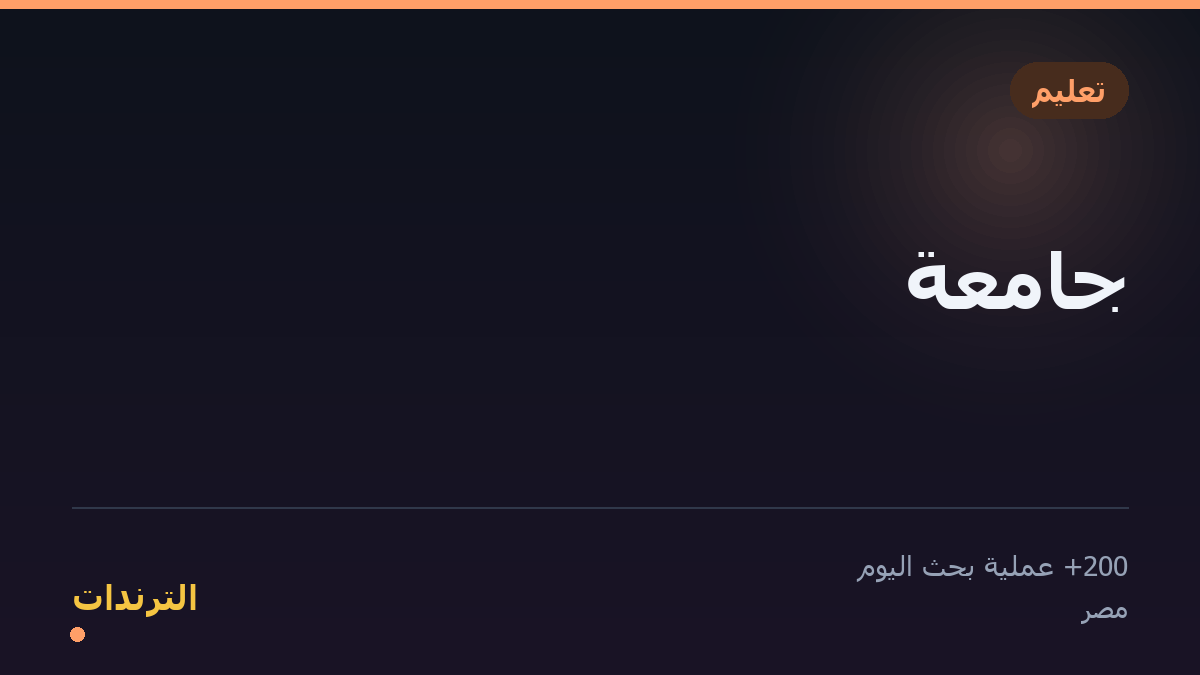 تعليم
جامعة
200+ عملية بحث اليوم
مصر
الترندات